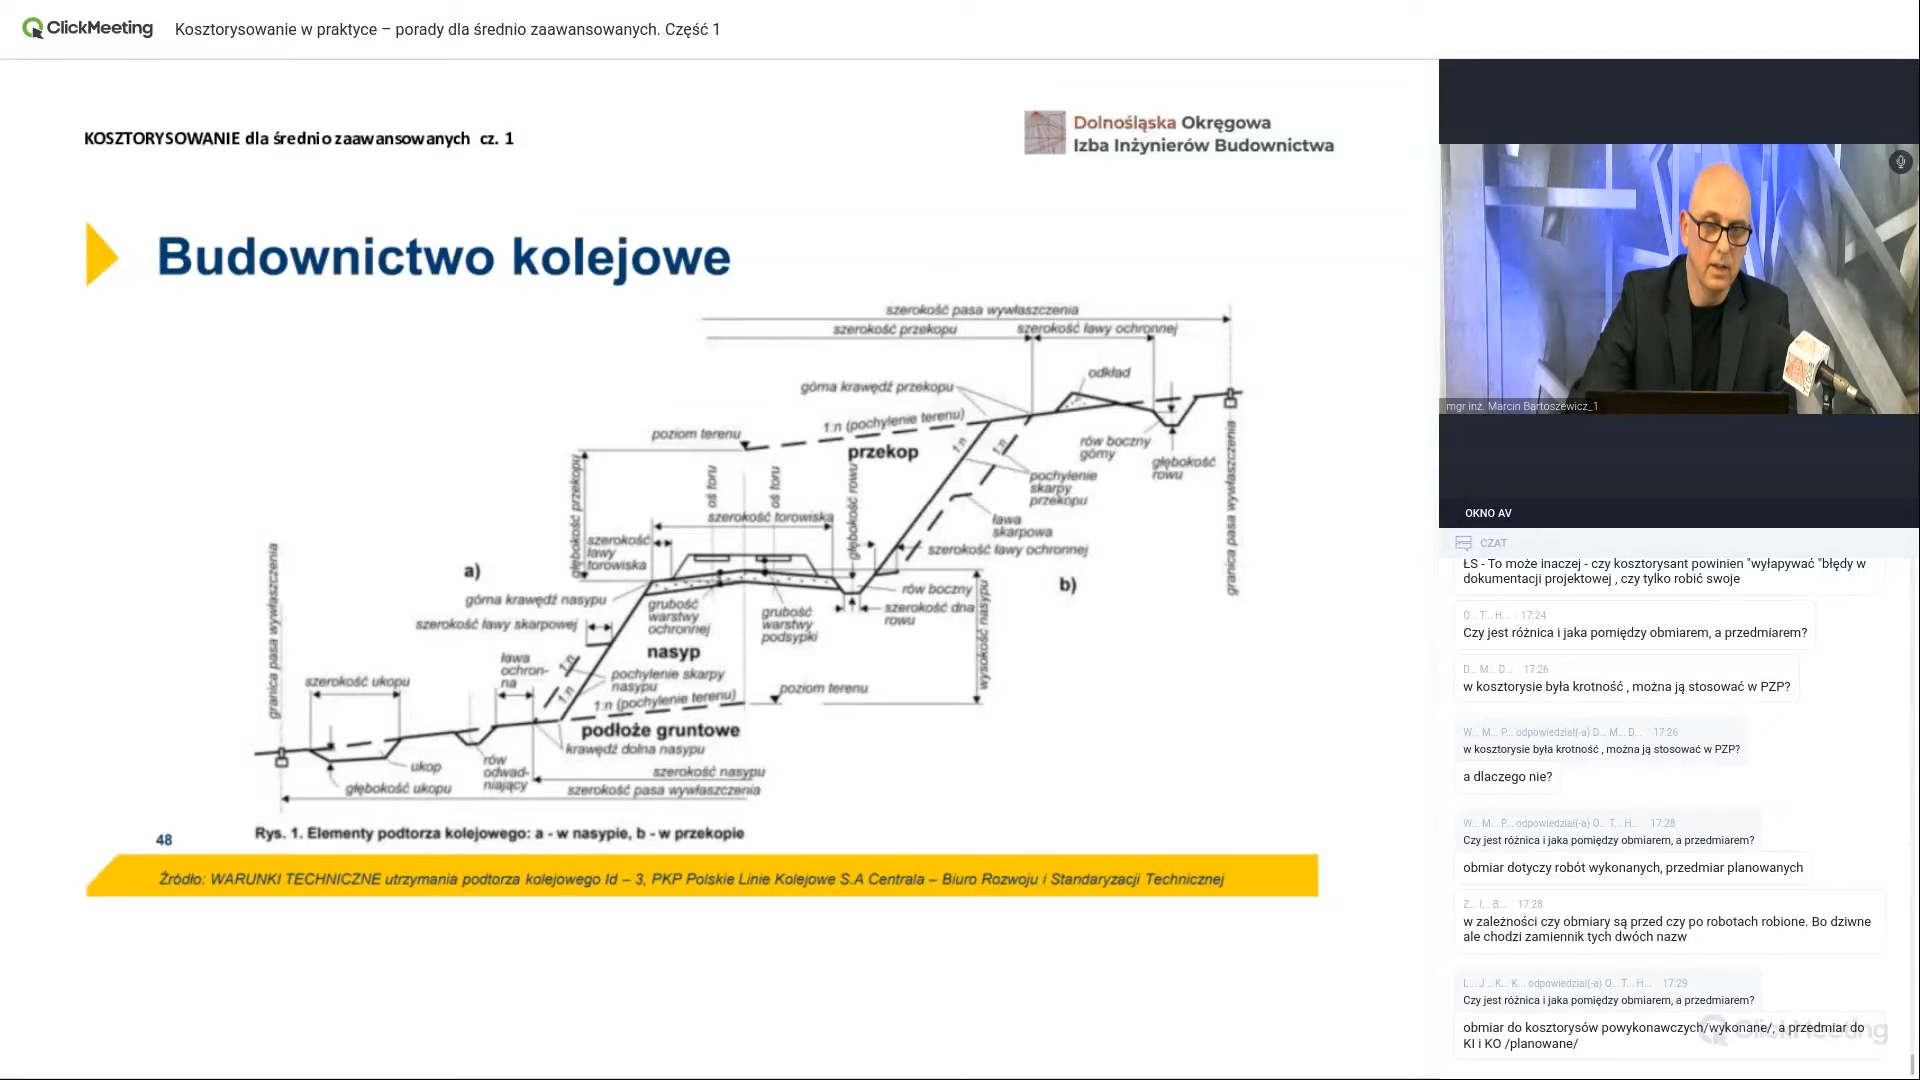 ClickMeeting
Kosztorysowanie w praktyce – porady dla średnio zaawansowanych. Część 1
KOSZTORYSOWANIE dla średnio zaawansowanych cz. 1
Dolnośląska Okręgowa
Izba Inżynierów Budownictwa
Budownictwo kolejowe
szerokość pasa wywłaszczenia
szerokość przekopu
szerokość ławy ochronnej
górna krawędź przekopu
odkład
1:n (pochylenie terenu)
poziom terenu
przekop
1:n
1:n
rów boczny
górny
głębokość
rowu
pochylenie
skarpy
przekopu
granica pasa wywłaszczenia
głębokość przekopu
oś toru
oś toru
głębokość rowu
szerokość torowiska
ława
skarpowa
szerokość
ławy
torowiska
szerokość ławy ochronnej
a)
b)
górna krawędź nasypu
rów boczny
grubość
warstwy
ochronnej
grubość
warstwy
podsypki
szerokość dna
rowu
wysokość nasypu
szerokość ławy skarpowej
nasyp
granica pasa wywłaszczenia
ława
ochron-
na
1:n
1:n
pochylenie skarpy
nasypu
szerokość ukopu
1:n (pochylenie terenu)
poziom terenu
podłoże gruntowe
krawędź dolna nasypu
ukop
rów
odwad-
niający
głębokość ukopu
szerokość nasypu
szerokość pasa wywłaszczenia
Rys. 1. Elementy podtorza kolejowego: a - w nasypie, b - w przekopie
48
Źródło: WARUNKI TECHNICZNE utrzymania podtorza kolejowego Id – 3, PKP Polskie Linie Kolejowe S.A Centrala – Biuro Rozwoju i Standaryzacji Technicznej
mgr inż. Marcin Bartoszewicz_1
OKNO AV
CZAT
ŁS - To może inaczej - czy kosztorysant powinien "wyłapywać "błędy w
dokumentacji projektowej , czy tylko robić swoje
O... T... H... 17:24
Czy jest różnica i jaka pomiędzy obmiarem, a przedmiarem?
D... M... D... 17:26
w kosztorysie była krotność , można ją stosować w PZP?
W... M... P... odpowiedział(-a) D... M... D... 17:26
w kosztorysie była krotność , można ją stosować w PZP?
a dlaczego nie?
W... M... P... odpowiedział(-a) O... T... H... 17:28
Czy jest różnica i jaka pomiędzy obmiarem, a przedmiarem?
obmiar dotyczy robót wykonanych, przedmiar planowanych
Z... I... B... 17:28
w zależności czy obmiary są przed czy po robotach robione. Bo dziwne
ale chodzi zamiennik tych dwóch nazw
L... J... K... K... odpowiedział(-a) O... T... H... 17:29
Czy jest różnica i jaka pomiędzy obmiarem, a przedmiarem?
obmiar do kosztorysów powykonawczych/wykonane/, a przedmiar do
KI i KO /planowane/
ClickMeeting